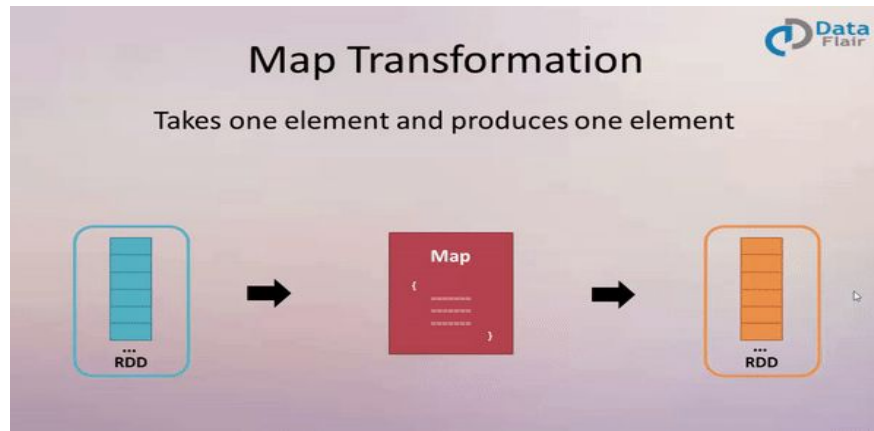 Data
Flair
Map Transformation
Takes one element and produces one element
Map
{
=======
=======
=======
}
...
RDD
...
RDD